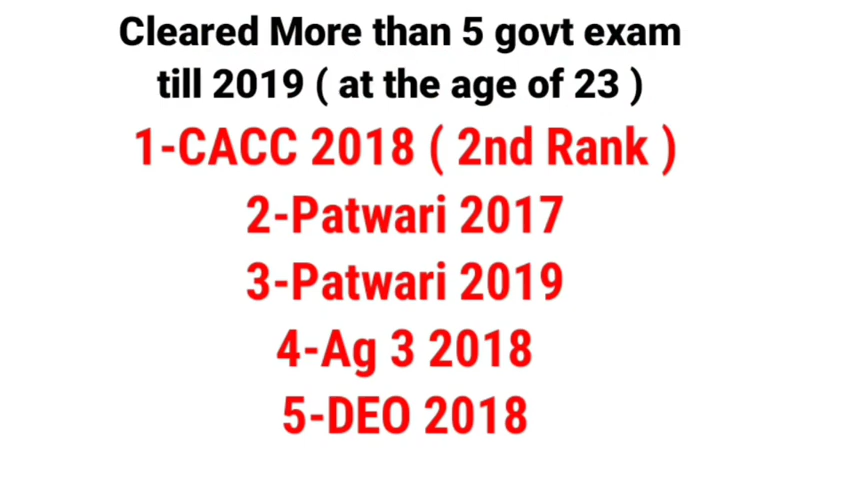 Cleared More than 5 govt exam
till 2019 ( at the age of 23 )
1-CACC 2018 ( 2nd Rank )
2-Patwari 2017
3-Patwari 2019
4-Ag 3 2018
5-DEO 2018